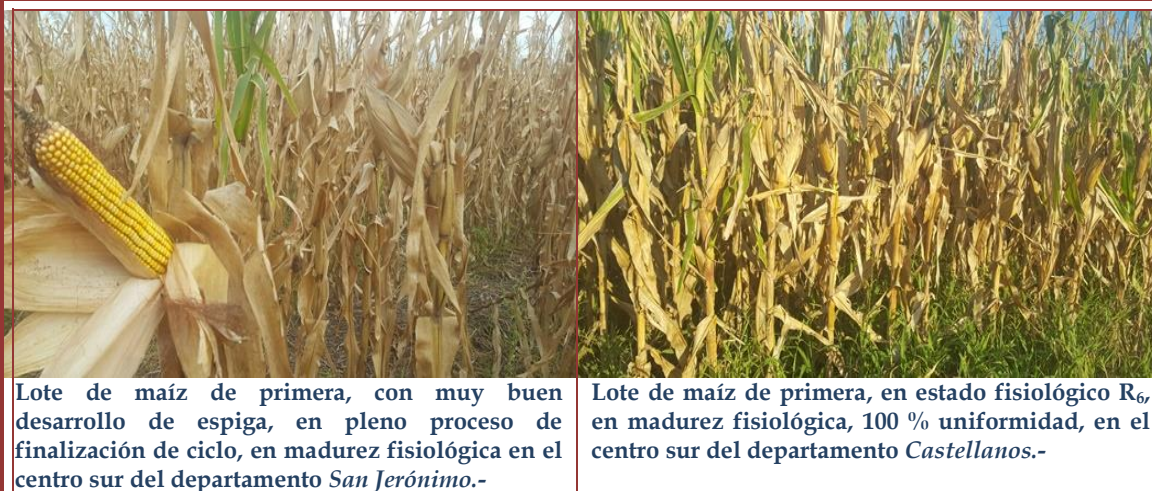 Lote de maíz de primera, con muy buen
desarrollo de espiga, en pleno proceso de
finalización de ciclo, en madurez fisiológica en el
centro sur del departamento San Jerónimo.-
Lote de maíz de primera, en estado fisiológico R₆,
en madurez fisiológica, 100 % uniformidad, en el
centro sur del departamento Castellanos.-